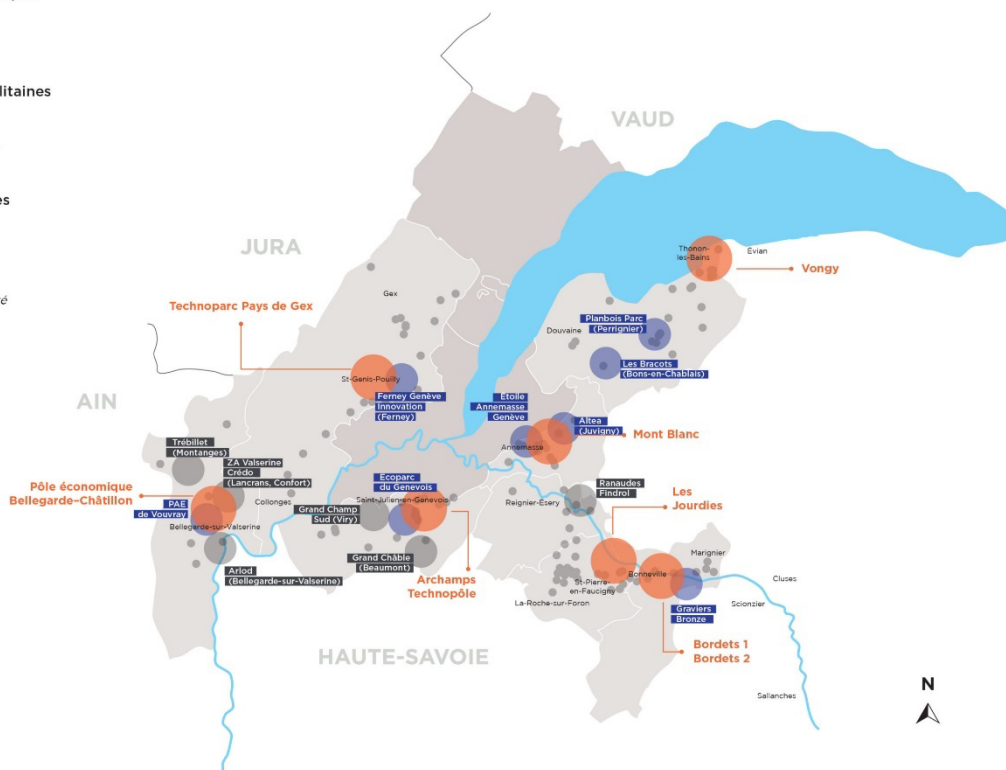 litaines
es
VAUD
JURA
Thonon-
les-Bains
Évian
Vongy
Gex
Technoparc Pays de Gex
Planbois Parc
(Perrignier)
Douvaine
Les Bracots
(Bons-en-Chablais)
St-Genis-Pouilly
Ferney Genève
Innovation
(Ferney)
Etoile
Annemasse
Genève
Altea
(Juvigny)
Mont Blanc
Annemasse
AIN
Trébillet
(Montanges)
ZA Valserine
Crédo
(Lancrans, Confort)
Pôle économique
Bellegarde-Châtillon
PAE
de Vouvray
Bellegarde-sur-Valserine
Collonges
Arlod
(Bellegarde-sur-Valserine)
Ecoparc
du Genevois
Saint-Julien-en-Genevois
Grand Champ
Sud (Viry)
Grand Châble
(Beaumont)
Archamps
Technopôle
Reignier-Ésery
Ranaudes
Findrol
Les
Jourdies
St-Pierre-
en-Faucigny
La-Roche-sur-Foron
Bonneville
Marignier
Cluses
Scionzier
Graviers
Bronze
Bordets 1
Bordets 2
HAUTE-SAVOIE
Sallanches
N